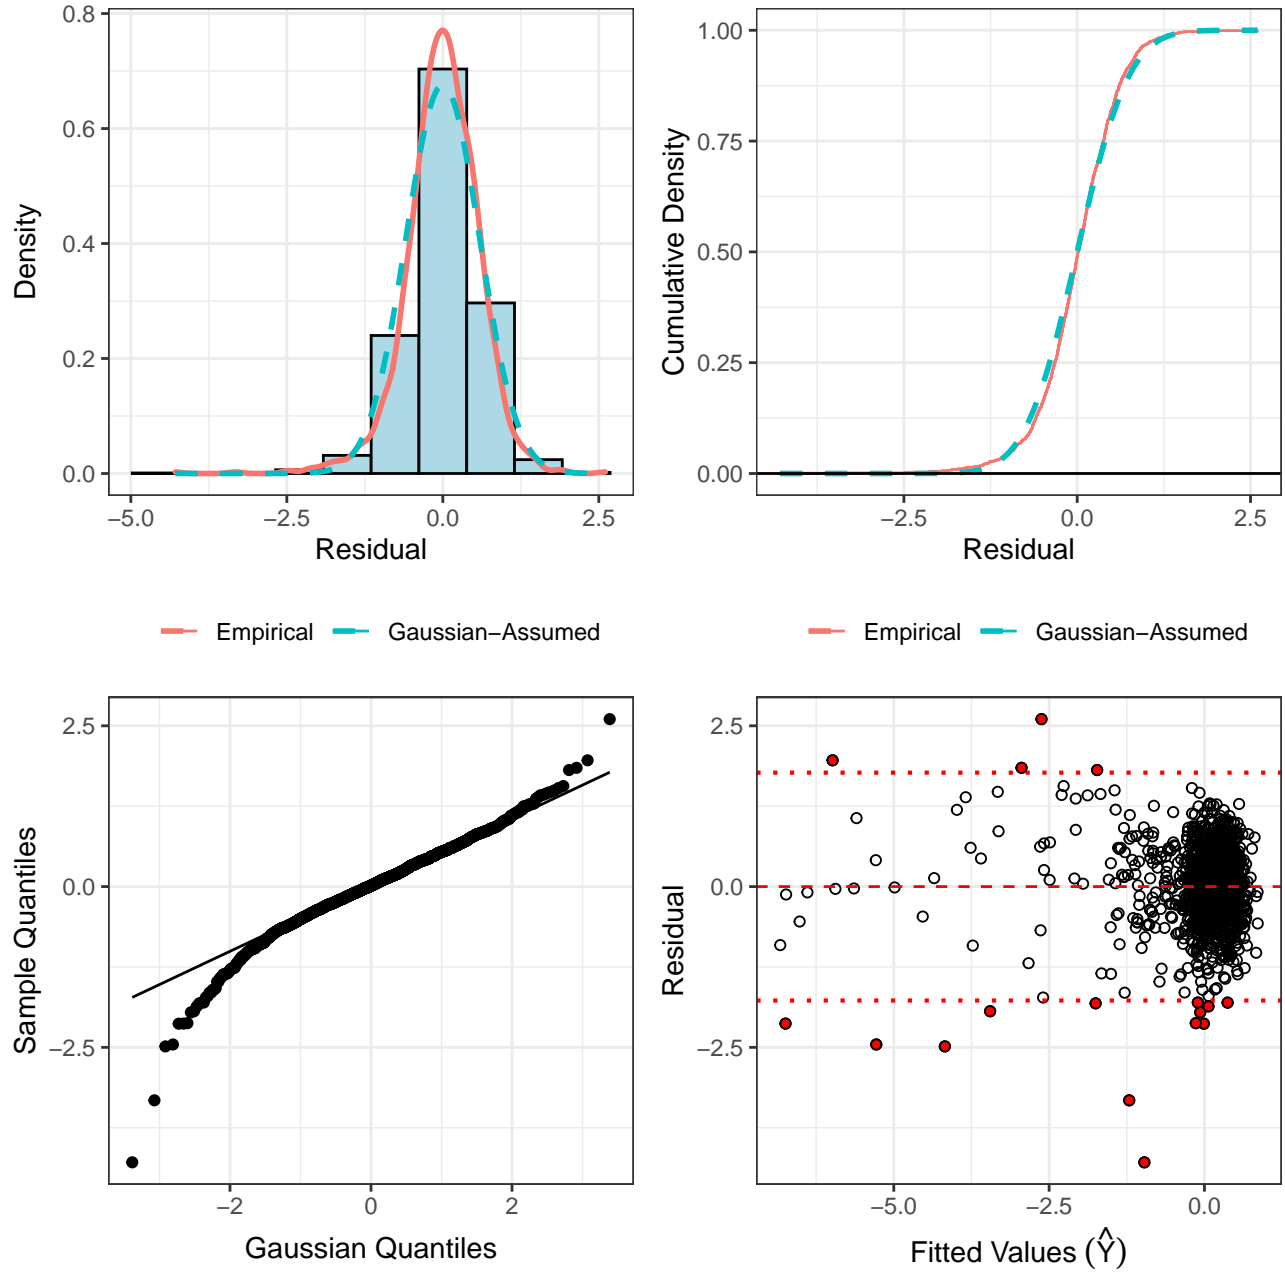 0.8
0.6
0.4
0.2
0.0
Density
−5.0 −2.5 0.0 2.5
Residual
Empirical Gaussian−Assumed
1.00
0.75
0.50
0.25
0.00
Cumulative Density
−2.5 0.0 2.5
Residual
Empirical Gaussian−Assumed
2.5
0.0
−2.5
Sample Quantiles
−2 0 2
Gaussian Quantiles
2.5
0.0
−2.5
Residual
−5.0 −2.5 0.0
Fitted Values (Ŷ)